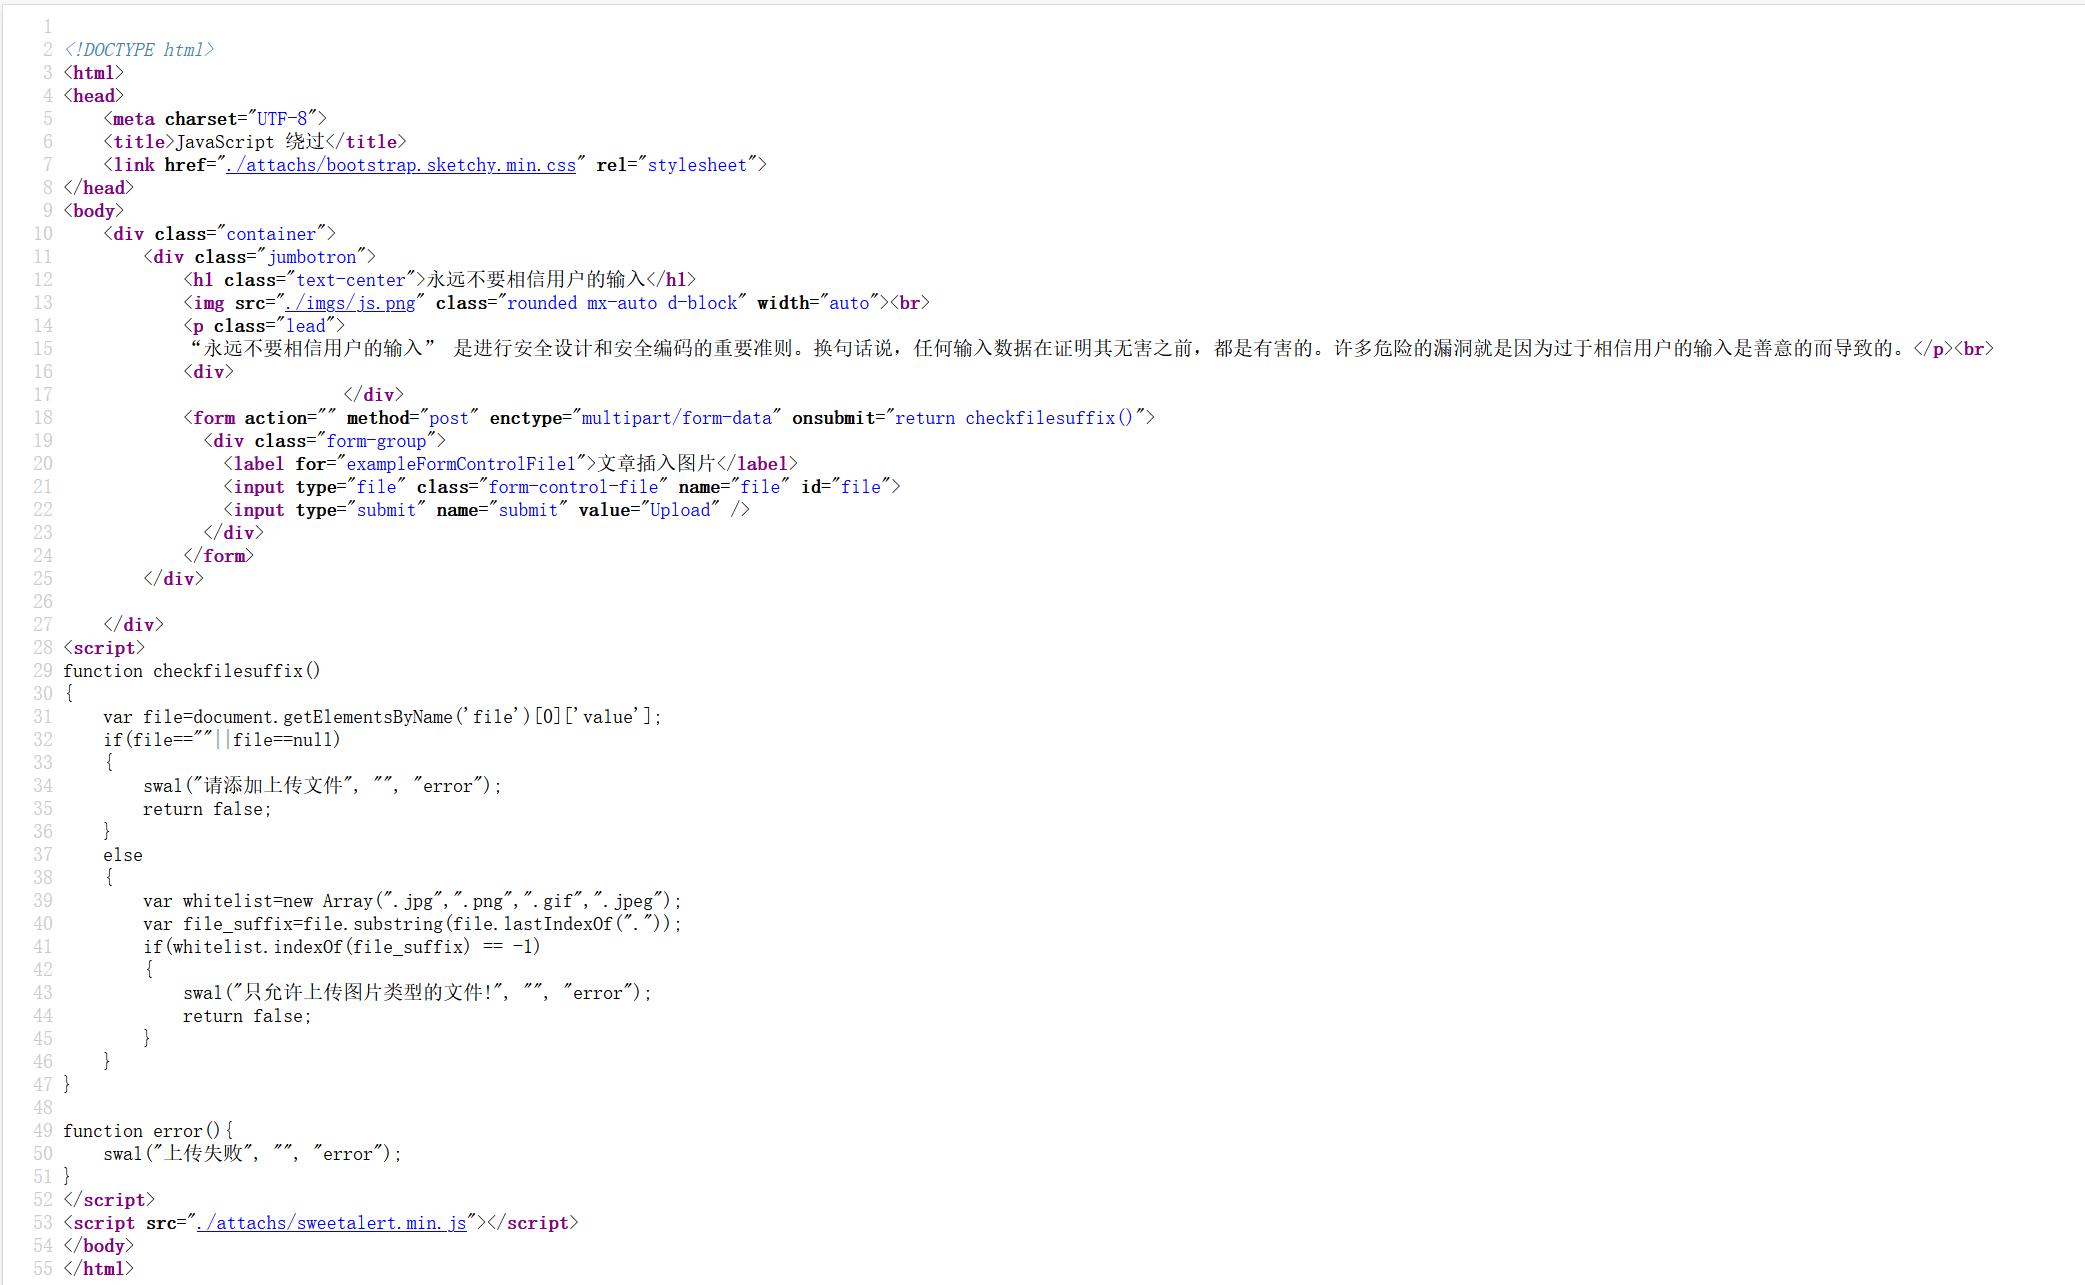 1
2 <!DOCTYPE html>
3 <html>
4 <head>
5     <meta charset="UTF-8">
6     <title>JavaScript 绕过</title>
7     <link href="./attachs/bootstrap.sketchy.min.css" rel="stylesheet">
8 </head>
9 <body>
10     <div class="container">
11         <div class="jumbotron">
12             <h1 class="text-center">永远不要相信用户的输入</h1>
13             <img src="./imgs/js.png" class="rounded mx-auto d-block" width="auto"><br>
14             <p class="lead">
15             “永远不要相信用户的输入” 是进行安全设计和安全编码的重要准则。换句话说，任何输入数据在证明其无害之前，都是有害的。许多危险的漏洞就是因为过于相信用户的输入是善意的而导致的。</p><br>
16             <div>
17                             </div>
18             <form action="" method="post" enctype="multipart/form-data" onsubmit="return checkfilesuffix()">
19               <div class="form-group">
20                 <label for="exampleFormControlFile1">文章插入图片</label>
21                 <input type="file" class="form-control-file" name="file" id="file">
22                 <input type="submit" name="submit" value="Upload" />
23               </div>
24             </form>
25         </div>
26
27     </div>
28 <script>
29 function checkfilesuffix()
30 {
31     var file=document.getElementsByName('file')[0]['value'];
32     if(file==""||file==null)
33     {
34         swal("请添加上传文件", "", "error");
35         return false;
36     }
37     else
38     {
39         var whitelist=new Array(".jpg",".png",".gif",".jpeg");
40         var file_suffix=file.substring(file.lastIndexOf("."));
41         if(whitelist.indexOf(file_suffix) == -1)
42         {
43             swal("只允许上传图片类型的文件!", "", "error");
44             return false;
45         }
46     }
47 }
48
49 function error(){
50     swal("上传失败", "", "error");
51 }
52 </script>
53 <script src="./attachs/sweetalert.min.js"></script>
54 </body>
55 </html>